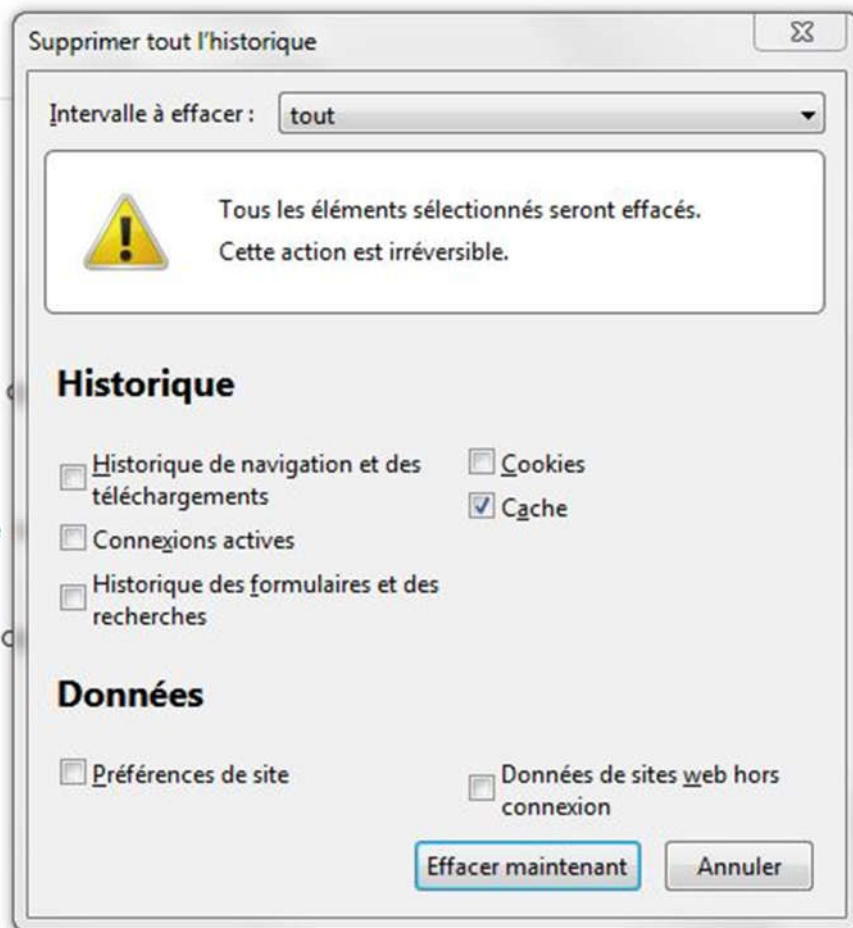 Supprimer tout l'historique
Intervalle à effacer : tout
Tous les éléments sélectionnés seront effacés.
Cette action est irréversible.
Historique
Historique de navigation et des
téléchargements
Connexions actives
Historique des formulaires et des
recherches
Cookies
Cache
Données
Préférences de site
Données de sites web hors
connexion
Effacer maintenant
Annuler